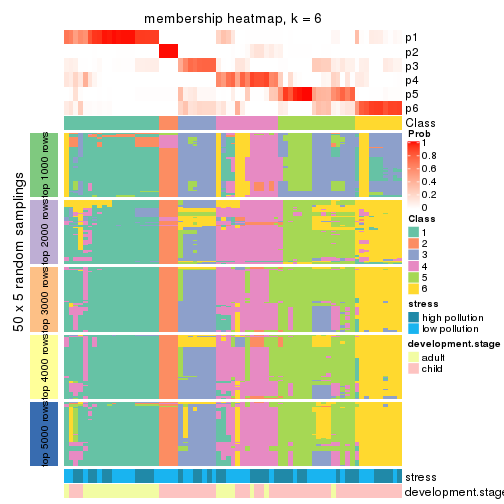 membership heatmap, k = 6
p1
p2
p3
p4
p5
p6
Class
50 x 5 random samplings
top 1000 rows
top 2000 rows
top 3000 rows
top 4000 rows
top 5000 rows
stress
development.stage
Prob
1
0.8
0.6
0.4
0.2
0
Class
1
2
3
4
5
6
stress
high pollution
low pollution
development.stage
adult
child